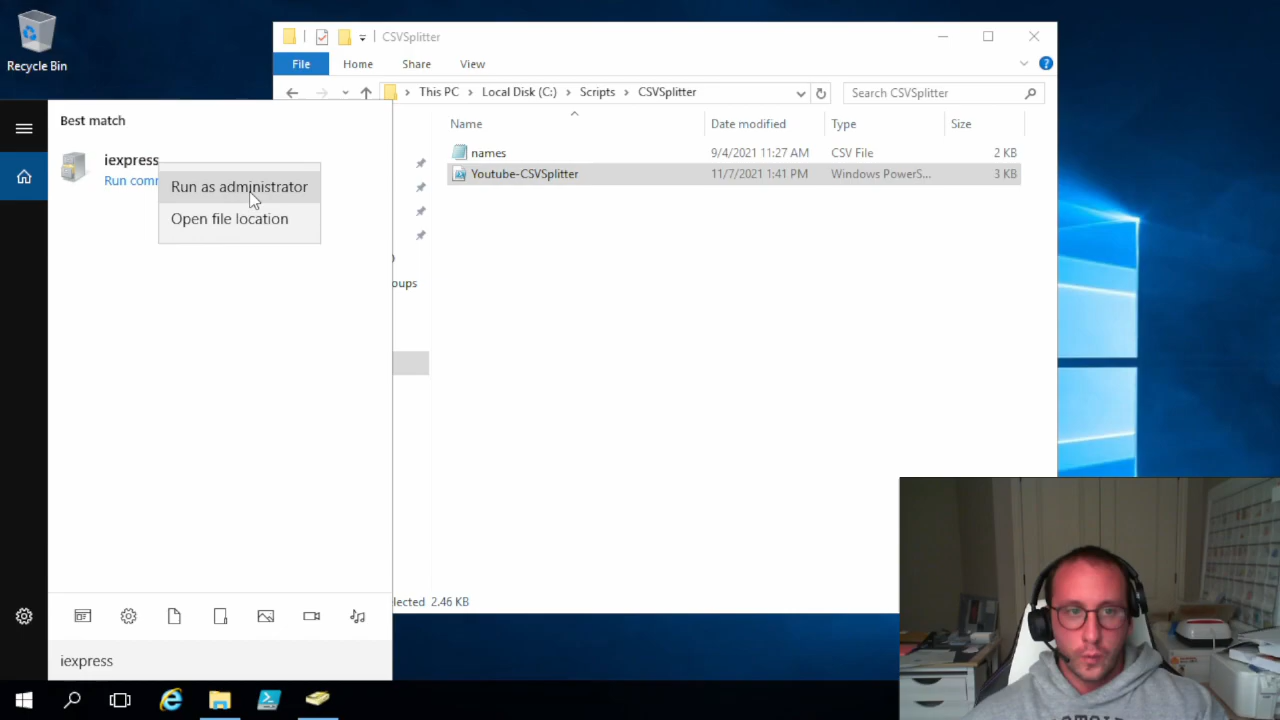 Recycle Bin
CSVSplitter
File
Home
Share
View
This PC
Local Disk (C:)
Scripts
CSVSplitter
Search CSVSplitter
Name
Date modified
Type
Size
names
9/4/2021 11:27 AM
CSV File
2 KB
Youtube-CSVSplitter
11/7/2021 1:41 PM
Windows PowerS...
3 KB
oups
lected 2.46 KB
Best match
iexpress
Run comm
Run as administrator
Open file location
iexpress